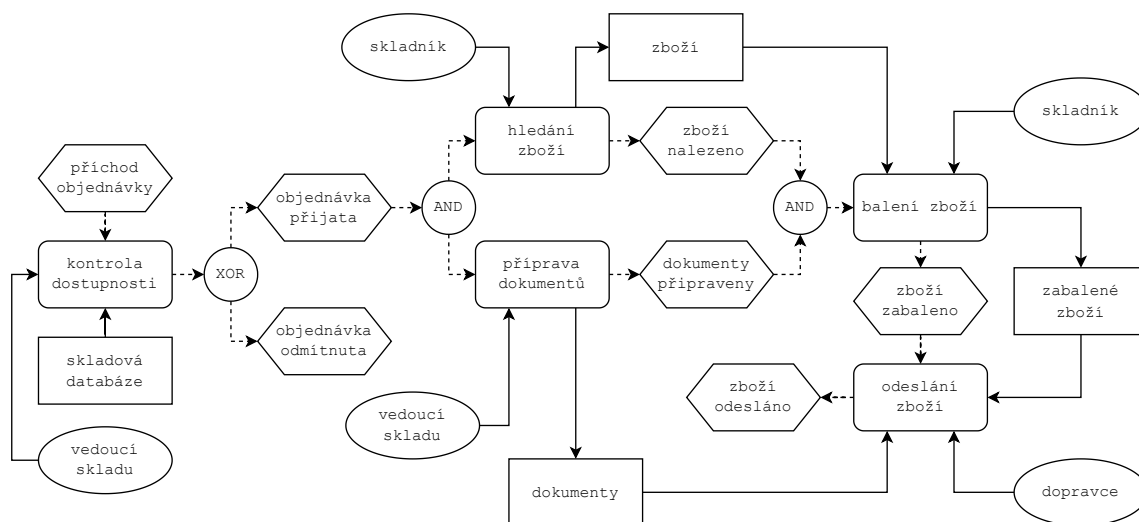 skladník
zboží
skladník
hledání
zboží
zboží
nalezeno
příchod
objednávky
objednávka
přijata
AND
AND
balení zboží
kontrola
dostupnosti
XOR
příprava
dokumentů
dokumenty
připraveny
zboží
zabaleno
zabalené
zboží
objednávka
odmítnuta
skladová
databáze
zboží
odesláno
odeslání
zboží
vedoucí
skladu
vedoucí
skladu
dokumenty
dopravce